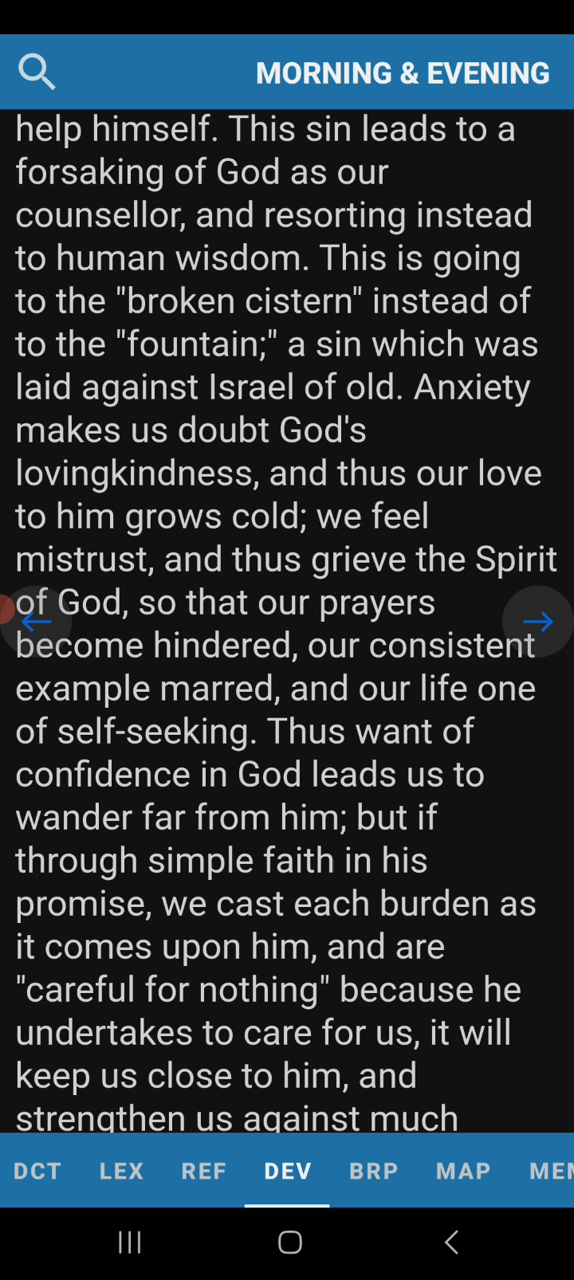 MORNING & EVENING
help himself. This sin leads to a
forsaking of God as our
counsellor, and resorting instead
to human wisdom. This is going
to the "broken cistern" instead of
to the "fountain;" a sin which was
laid against Israel of old. Anxiety
makes us doubt God's
lovingkindness, and thus our love
to him grows cold; we feel
mistrust, and thus grieve the Spirit
of God, so that our prayers
become hindered, our consistent
example marred, and our life one
of self-seeking. Thus want of
confidence in God leads us to
wander far from him; but if
through simple faith in his
promise, we cast each burden as
it comes upon him, and are
"careful for nothing" because he
undertakes to care for us, it will
keep us close to him, and
strengthen us against much
DCT LEX REF DEV BRP MAP MEM